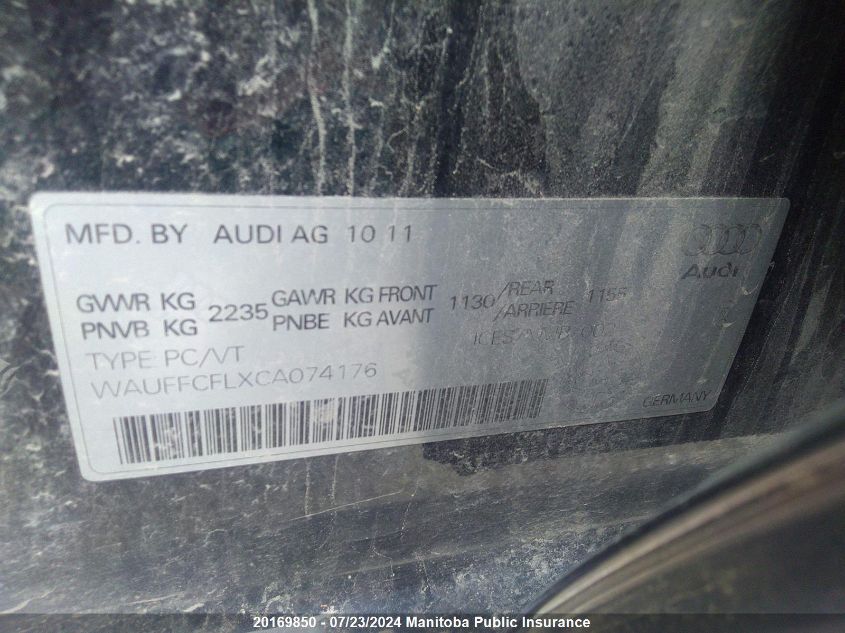 MFD. BY AUDI AG 10 11
Audi
GVWR KG 2235 GAWR KG FRONT 1130 / REAR 1155
PNVB KG PNBE KG AVANT /ARRIERE
TYPE PC/VT
WAUFFCFLXCA074176
GERMANY
20169850 - 07/23/2024 Manitoba Public Insurance